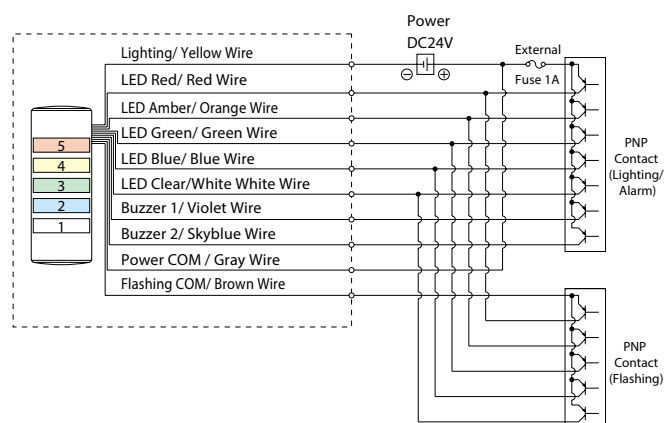 Power
DC24V
External
Fuse 1A
Lighting/ Yellow Wire
LED Red/ Red Wire
LED Amber/ Orange Wire
LED Green/ Green Wire
LED Blue/ Blue Wire
LED Clear/White White Wire
Buzzer 1/ Violet Wire
Buzzer 2/ Skyblue Wire
Power COM / Gray Wire
Flashing COM/ Brown Wire
5
4
3
2
1
PNP
Contact
(Lighting/
Alarm)
PNP
Contact
(Flashing)